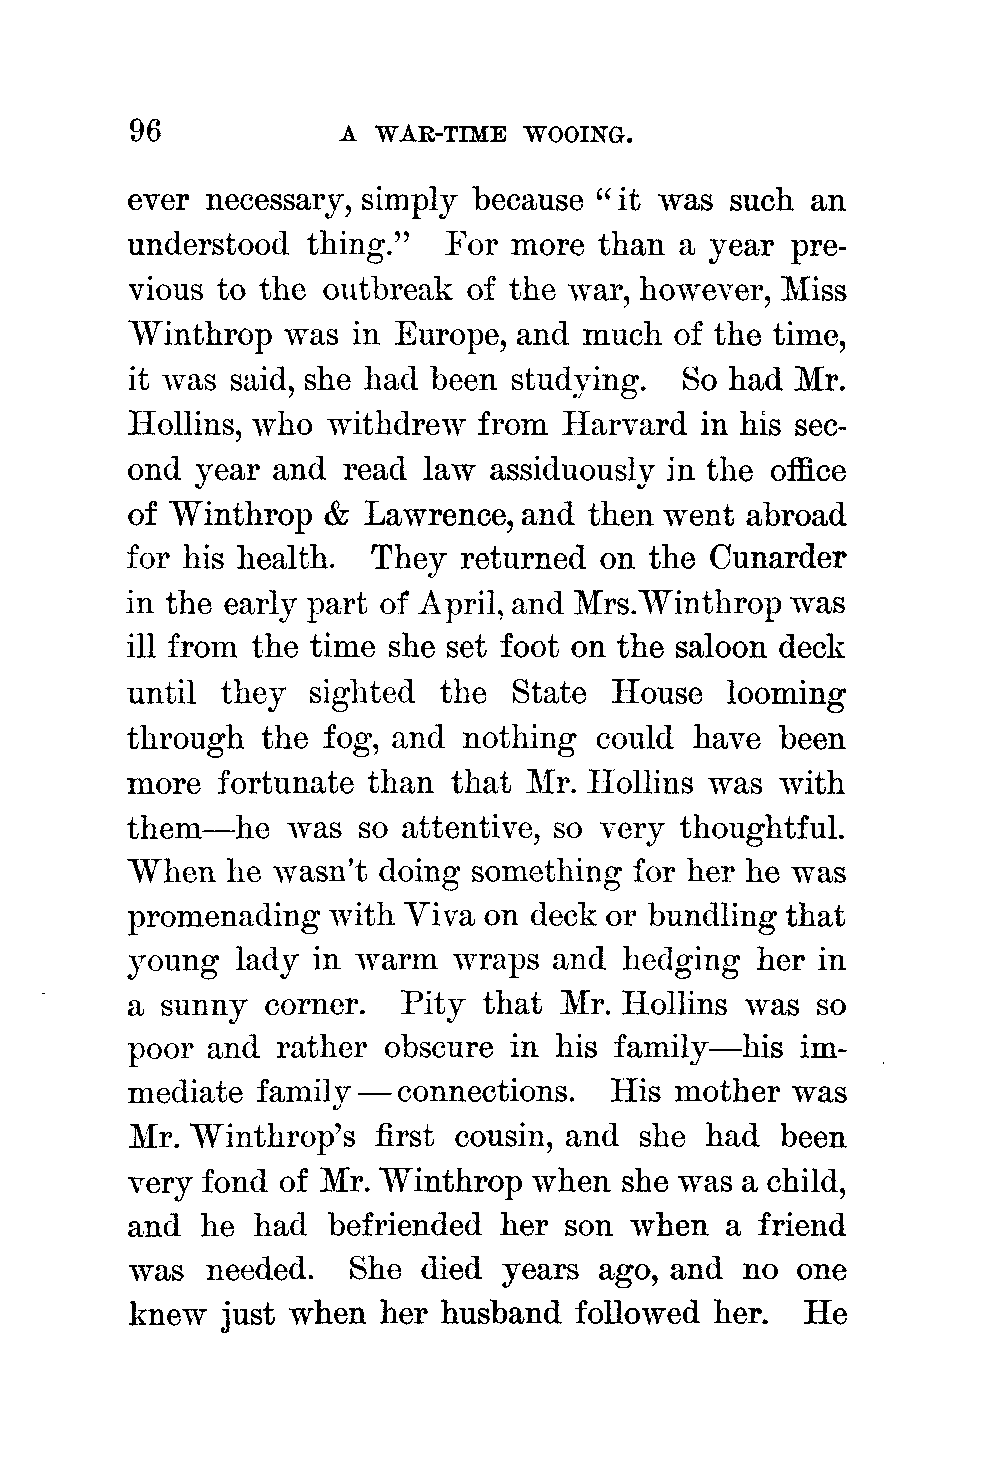 96 A WAR-TIME WOOING.
ever necessary, simply because "it was such an
understood thing." For more than a year pre-
vious to the outbreak of the war, however, Miss
Winthrop was in Europe, and much of the time,
it was said, she had been studying. So had Mr.
Hollins, who withdrew from Harvard in his sec-
ond year and read law assiduously in the office
of Winthrop & Lawrence, and then went abroad
for his health. They returned on the Cunarder
in the early part of April, and Mrs. Winthrop was
ill from the time she set foot on the saloon deck
until they sighted the State House looming
through the fog, and nothing could have been
more fortunate than that Mr. Hollins was with
them—he was so attentive, so very thoughtful.
When he wasn't doing something for her he was
promenading with Viva on deck or bundling that
young lady in warm wraps and hedging her in
a sunny corner. Pity that Mr. Hollins was so
poor and rather obscure in his family—his im-
mediate family—connections. His mother was
Mr. Winthrop's first cousin, and she had been
very fond of Mr. Winthrop when she was a child,
and he had befriended her son when a friend
was needed. She died years ago, and no one
knew just when her husband followed her. He